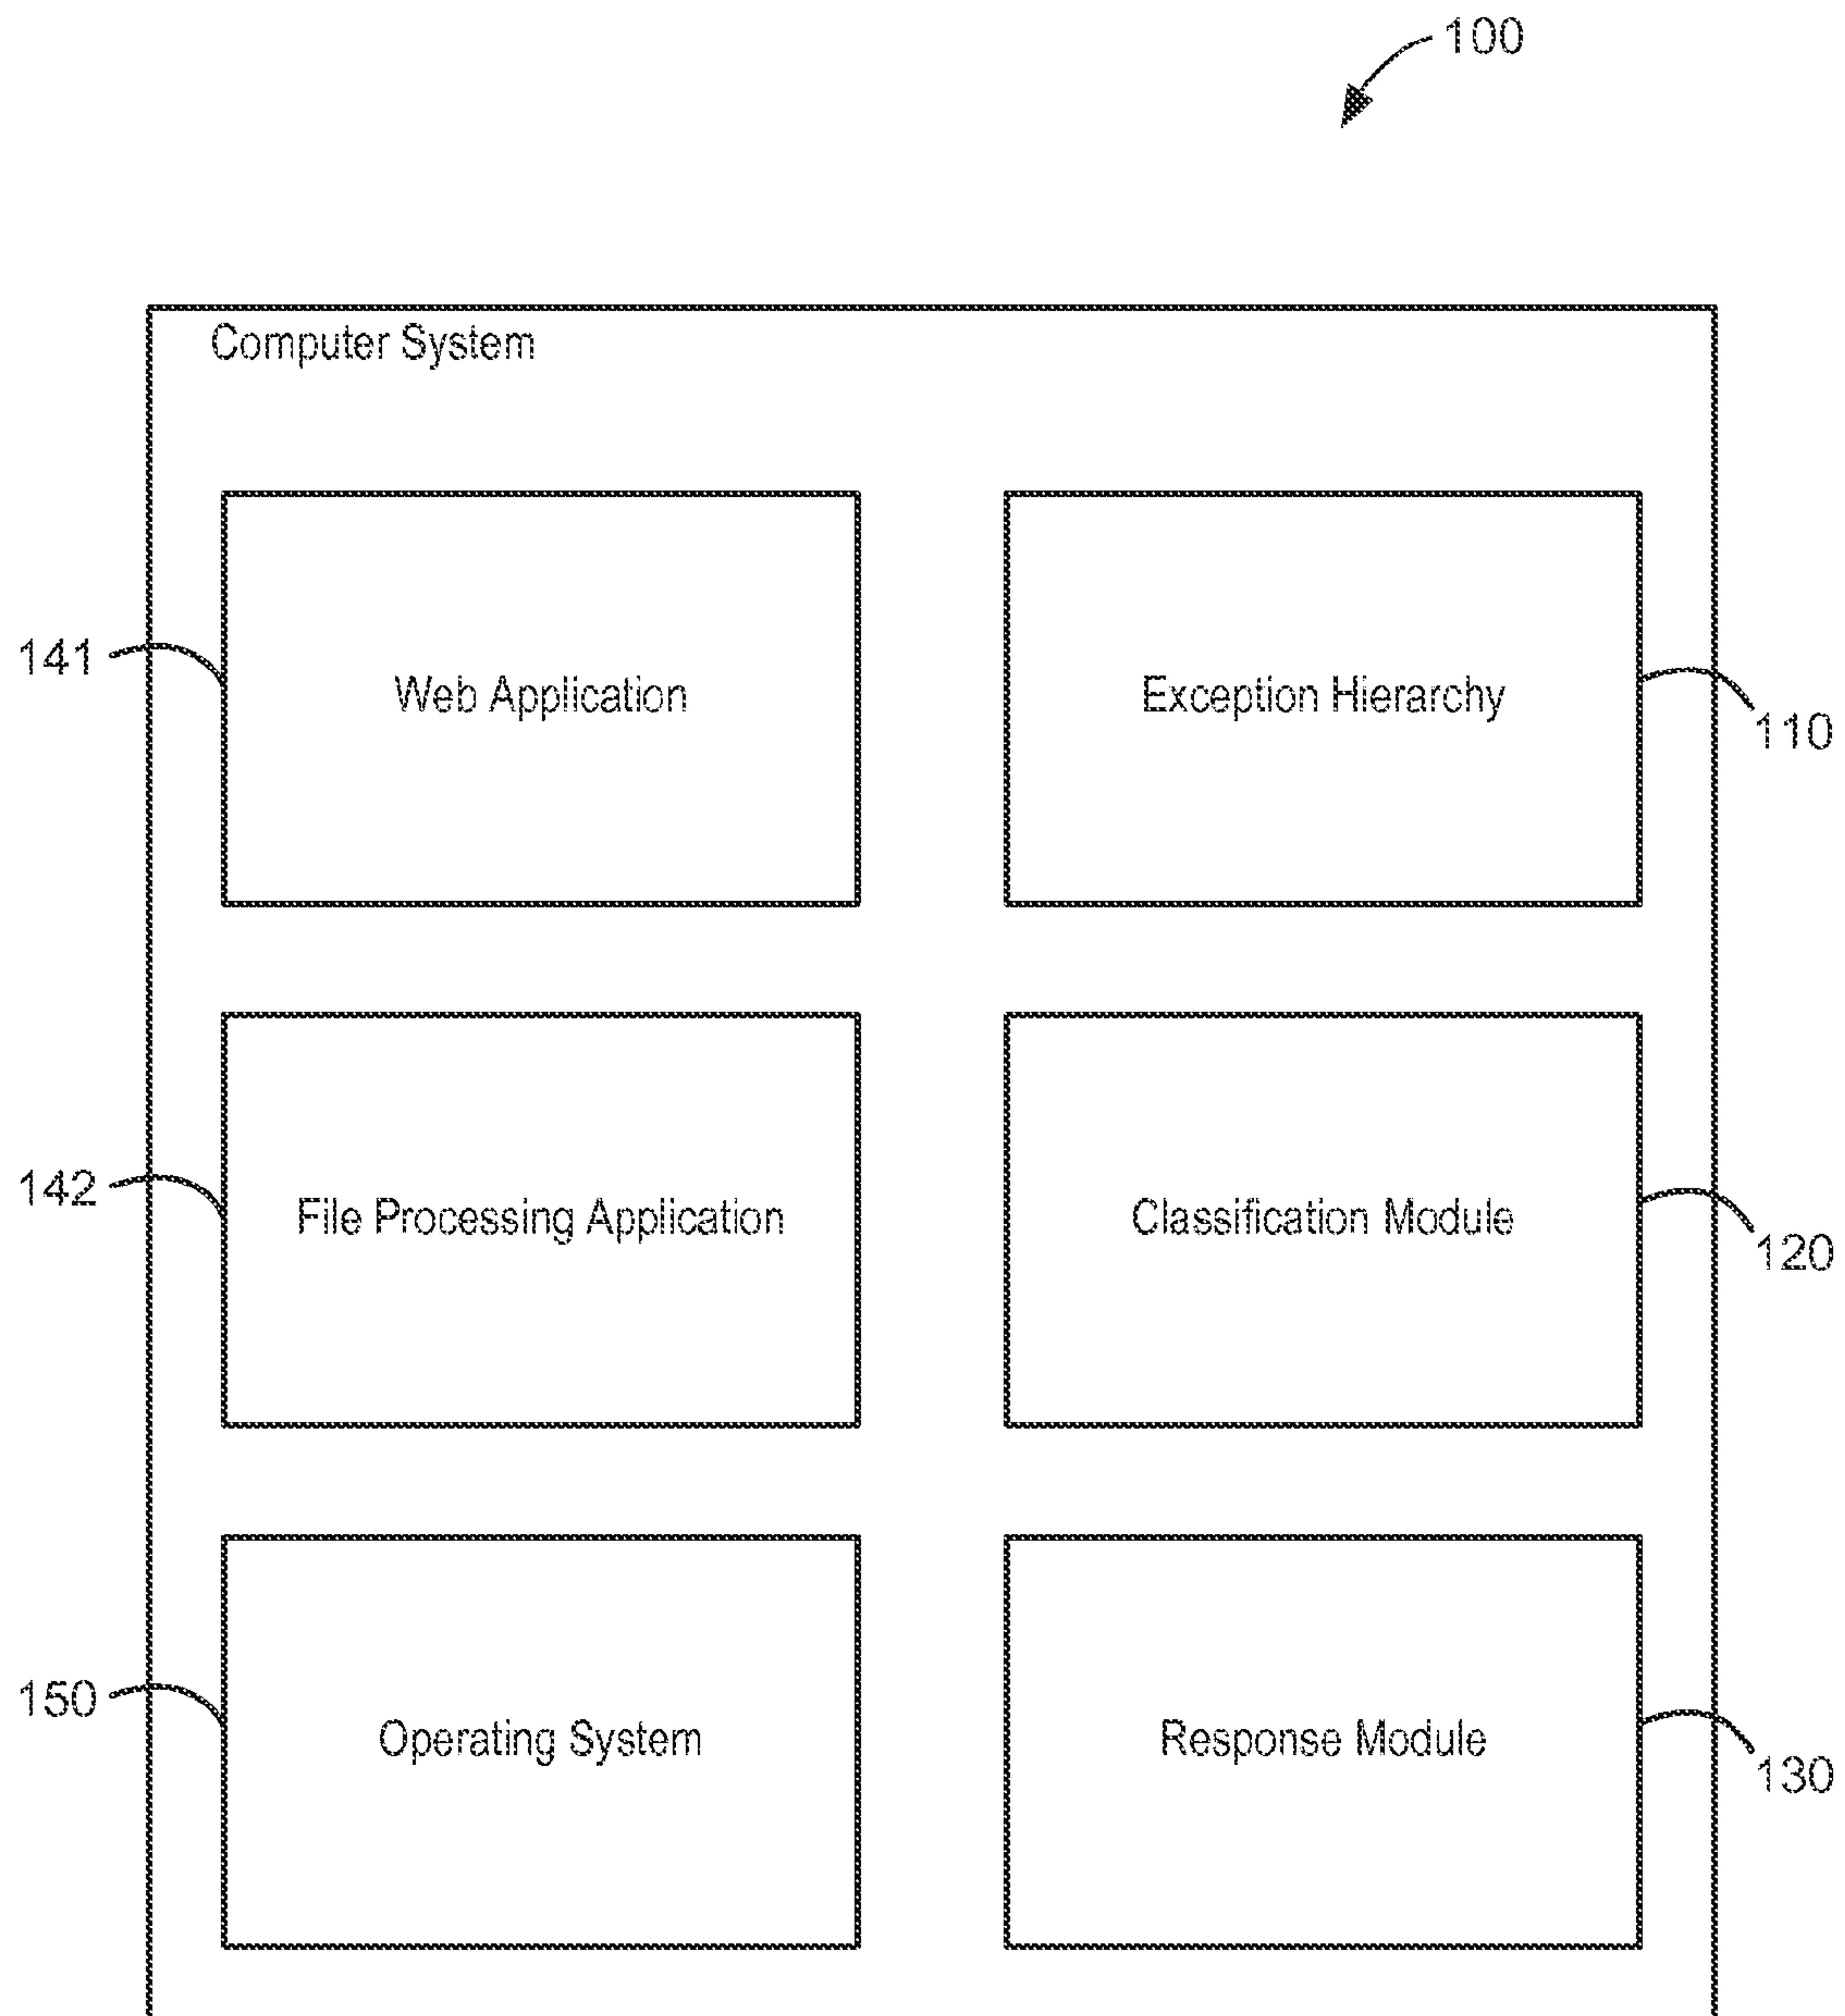 100
Computer System
141
Web Application
Exception Hierarchy
110
142
File Processing Application
Classification Module
120
150
Operating System
Response Module
130